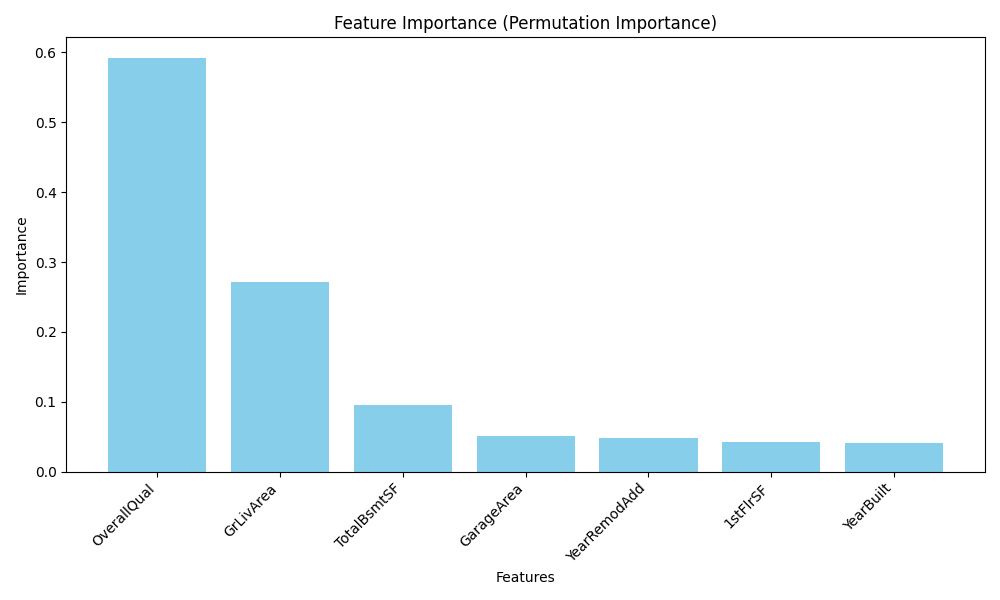 Feature Importance (Permutation Importance)
Importance
0.6
0.5
0.4
0.3
0.2
0.1
0.0
OverallQual
GrLivArea
TotalBsmtSF
GarageArea
YearRemodAdd
1stFlrSF
YearBuilt
Features